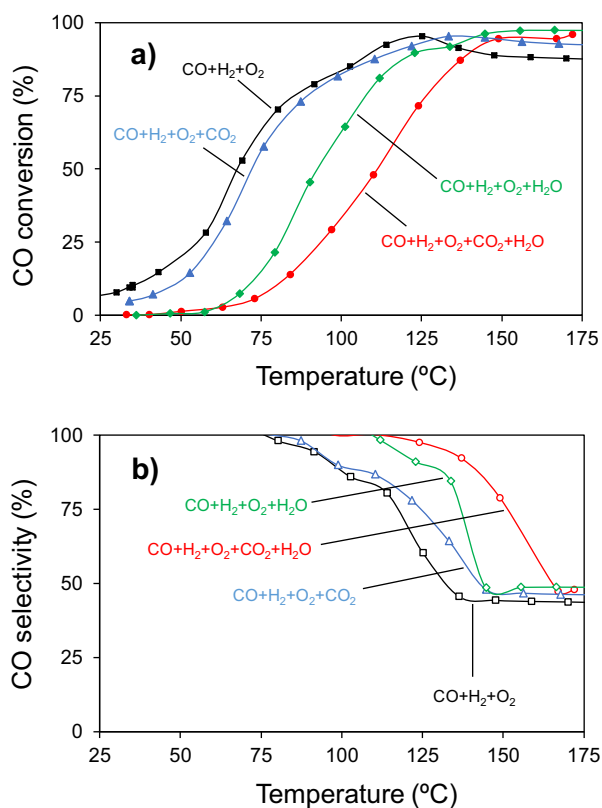 a)
CO conversion (%)
100
75
50
25
0
CO+H₂+O₂
CO+H₂+O₂+CO₂
CO+H₂+O₂+H₂O
CO+H₂+O₂+CO₂+H₂O
25 50 75 100 125 150 175
Temperature (ºC)
b)
CO selectivity (%)
100
75
50
25
0
CO+H₂+O₂+H₂O
CO+H₂+O₂+CO₂+H₂O
CO+H₂+O₂+CO₂
CO+H₂+O₂
25 50 75 100 125 150 175
Temperature (ºC)